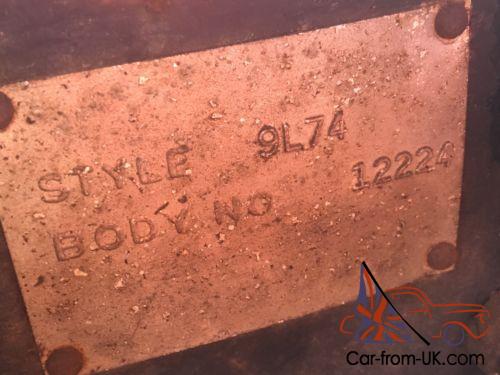 STYLE 9L74
BODY NO 12224
Car-from-UK.com